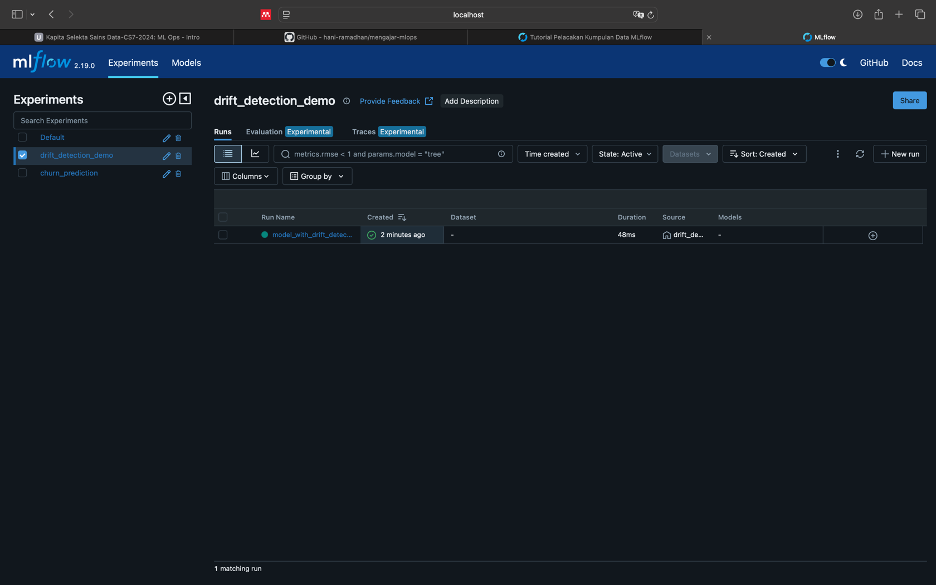 localhost
Kapita Selekta Sains Data-CS7-2024: ML Ops - Intro
GitHub - hani-ramadhan/mengajar-mlops
Tutorial Pelacakan Kumpulan Data MLflow
MLflow
mlflow 2.19.0
Experiments
Models
GitHub
Docs
Experiments
Search Experiments
Default
drift_detection_demo
churn_prediction
drift_detection_demo
Provide Feedback
Add Description
Share
Runs
Evaluation Experimental
Traces Experimental
metrics.rmse < 1 and params.model = "tree"
Time created
State: Active
Datasets
Sort: Created
New run
Columns
Group by
Run Name
Created
Dataset
Duration
Source
Models
model_with_drift_detec...
2 minutes ago
-
48ms
drift_de...
-
1 matching run